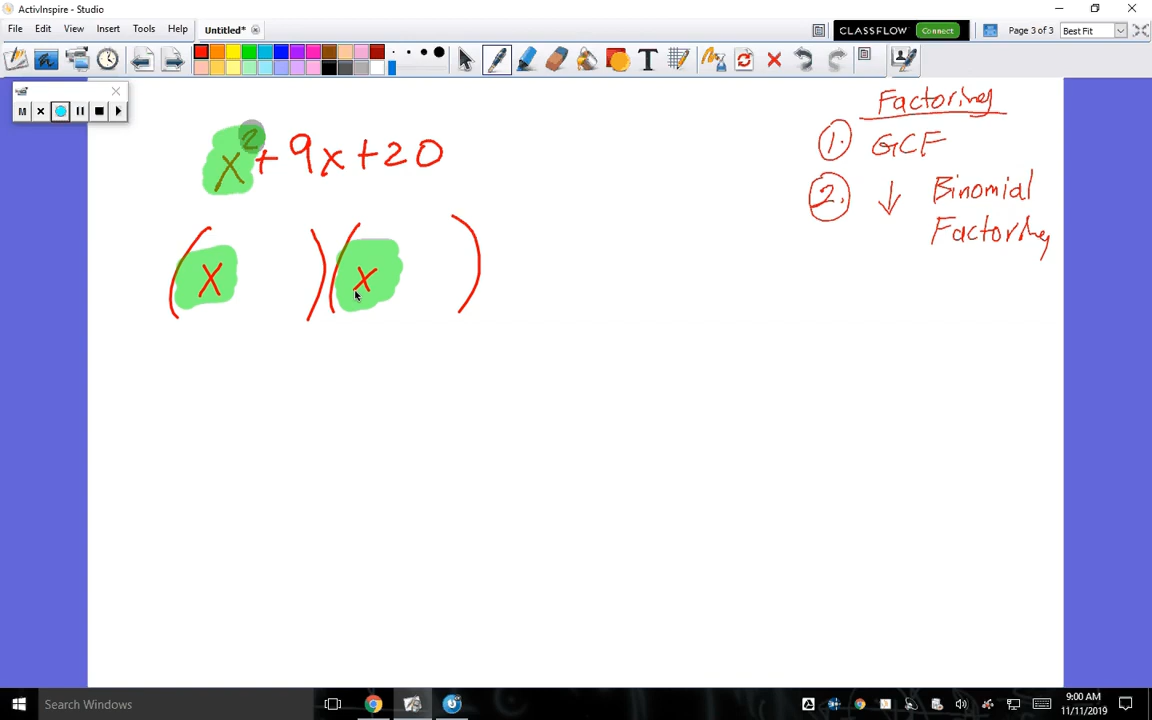 ActivInspire - Studio
File Edit View Insert Tools Help Untitled*
CLASSFLOW Connect Page 3 of 3 Best Fit
M
T
Factoring
1. GCF
2. ↓ Binomial
Factoring
x² + 9x + 20
(x )(x )
Search Windows
9:00 AM
11/11/2019